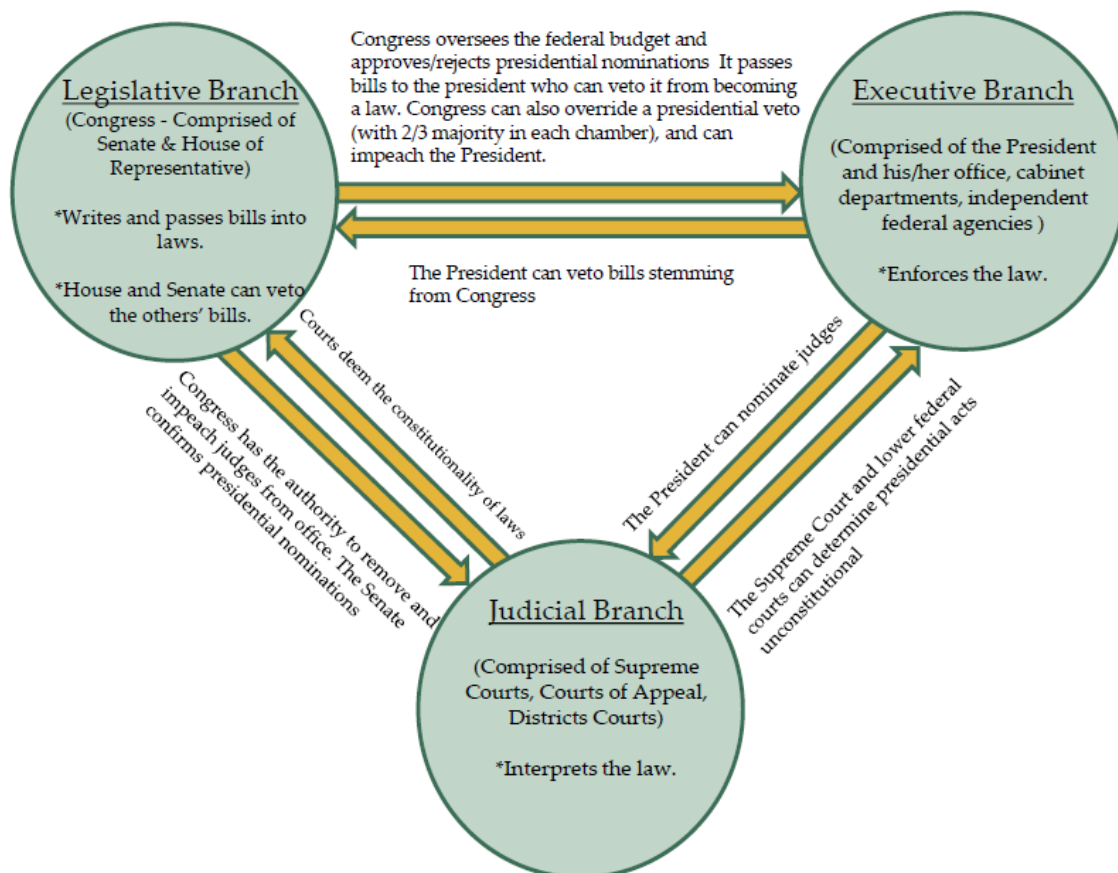 Congress oversees the federal budget and
approves/rejects presidential nominations  It passes
bills to the president who can veto it from becoming
a law. Congress can also override a presidential veto
(with 2/3 majority in each chamber), and can
impeach the President.
Legislative Branch
(Congress - Comprised of
Senate & House of
Representative)
*Writes and passes bills into
laws.
*House and Senate can veto
the others’ bills.
Executive Branch
(Comprised of the President
and his/her office, cabinet
departments, independent
federal agencies )
*Enforces the law.
The President can veto bills stemming
from Congress
Courts deem the constitutionality of laws
Congress has the authority to remove and
impeach judges from office. The Senate
confirms presidential nominations
The President can nominate judges
The Supreme Court and lower federal
courts can determine presidential acts
unconstitutional
Judicial Branch
(Comprised of Supreme
Courts, Courts of Appeal,
Districts Courts)
*Interprets the law.